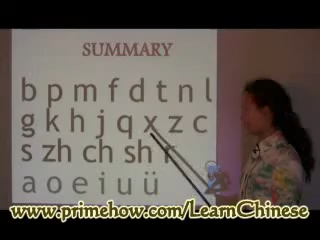 SUMMARY
b p m f d t n l
g k h j q x z c
s zh ch sh r
a o e i u ü
www.primehow.com/LearnChinese